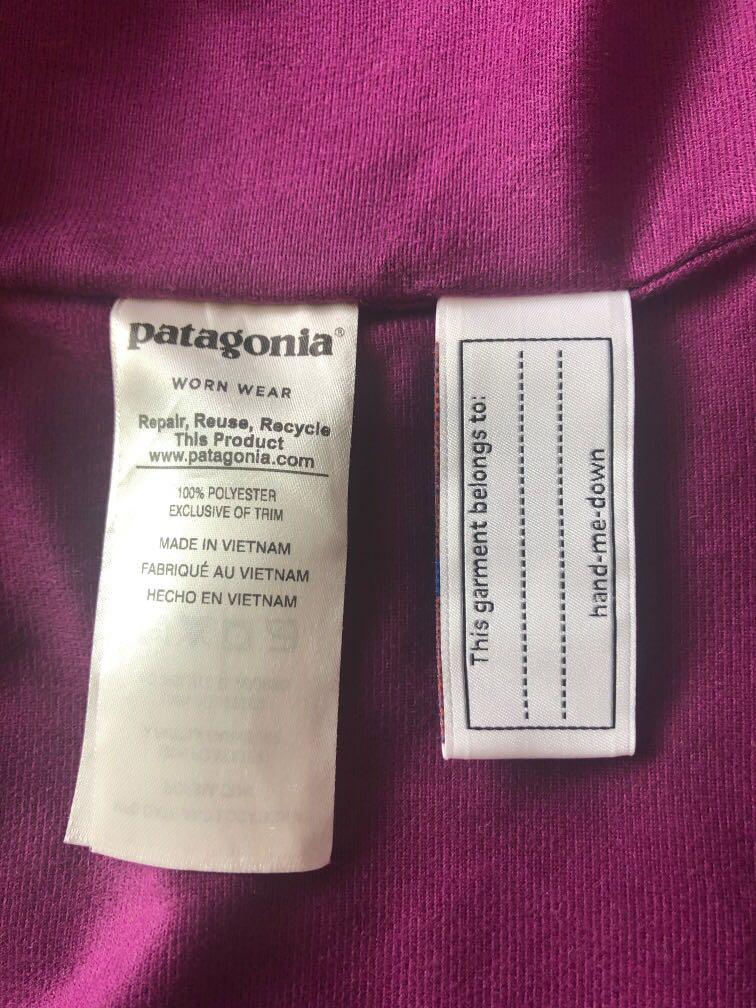 patagonia®
WORN WEAR
Repair, Reuse, Recycle
This Product
www.patagonia.com
100% POLYESTER
EXCLUSIVE OF TRIM
MADE IN VIETNAM
FABRIQUÉ AU VIETNAM
HECHO EN VIETNAM
This garment belongs to:
hand-me-down